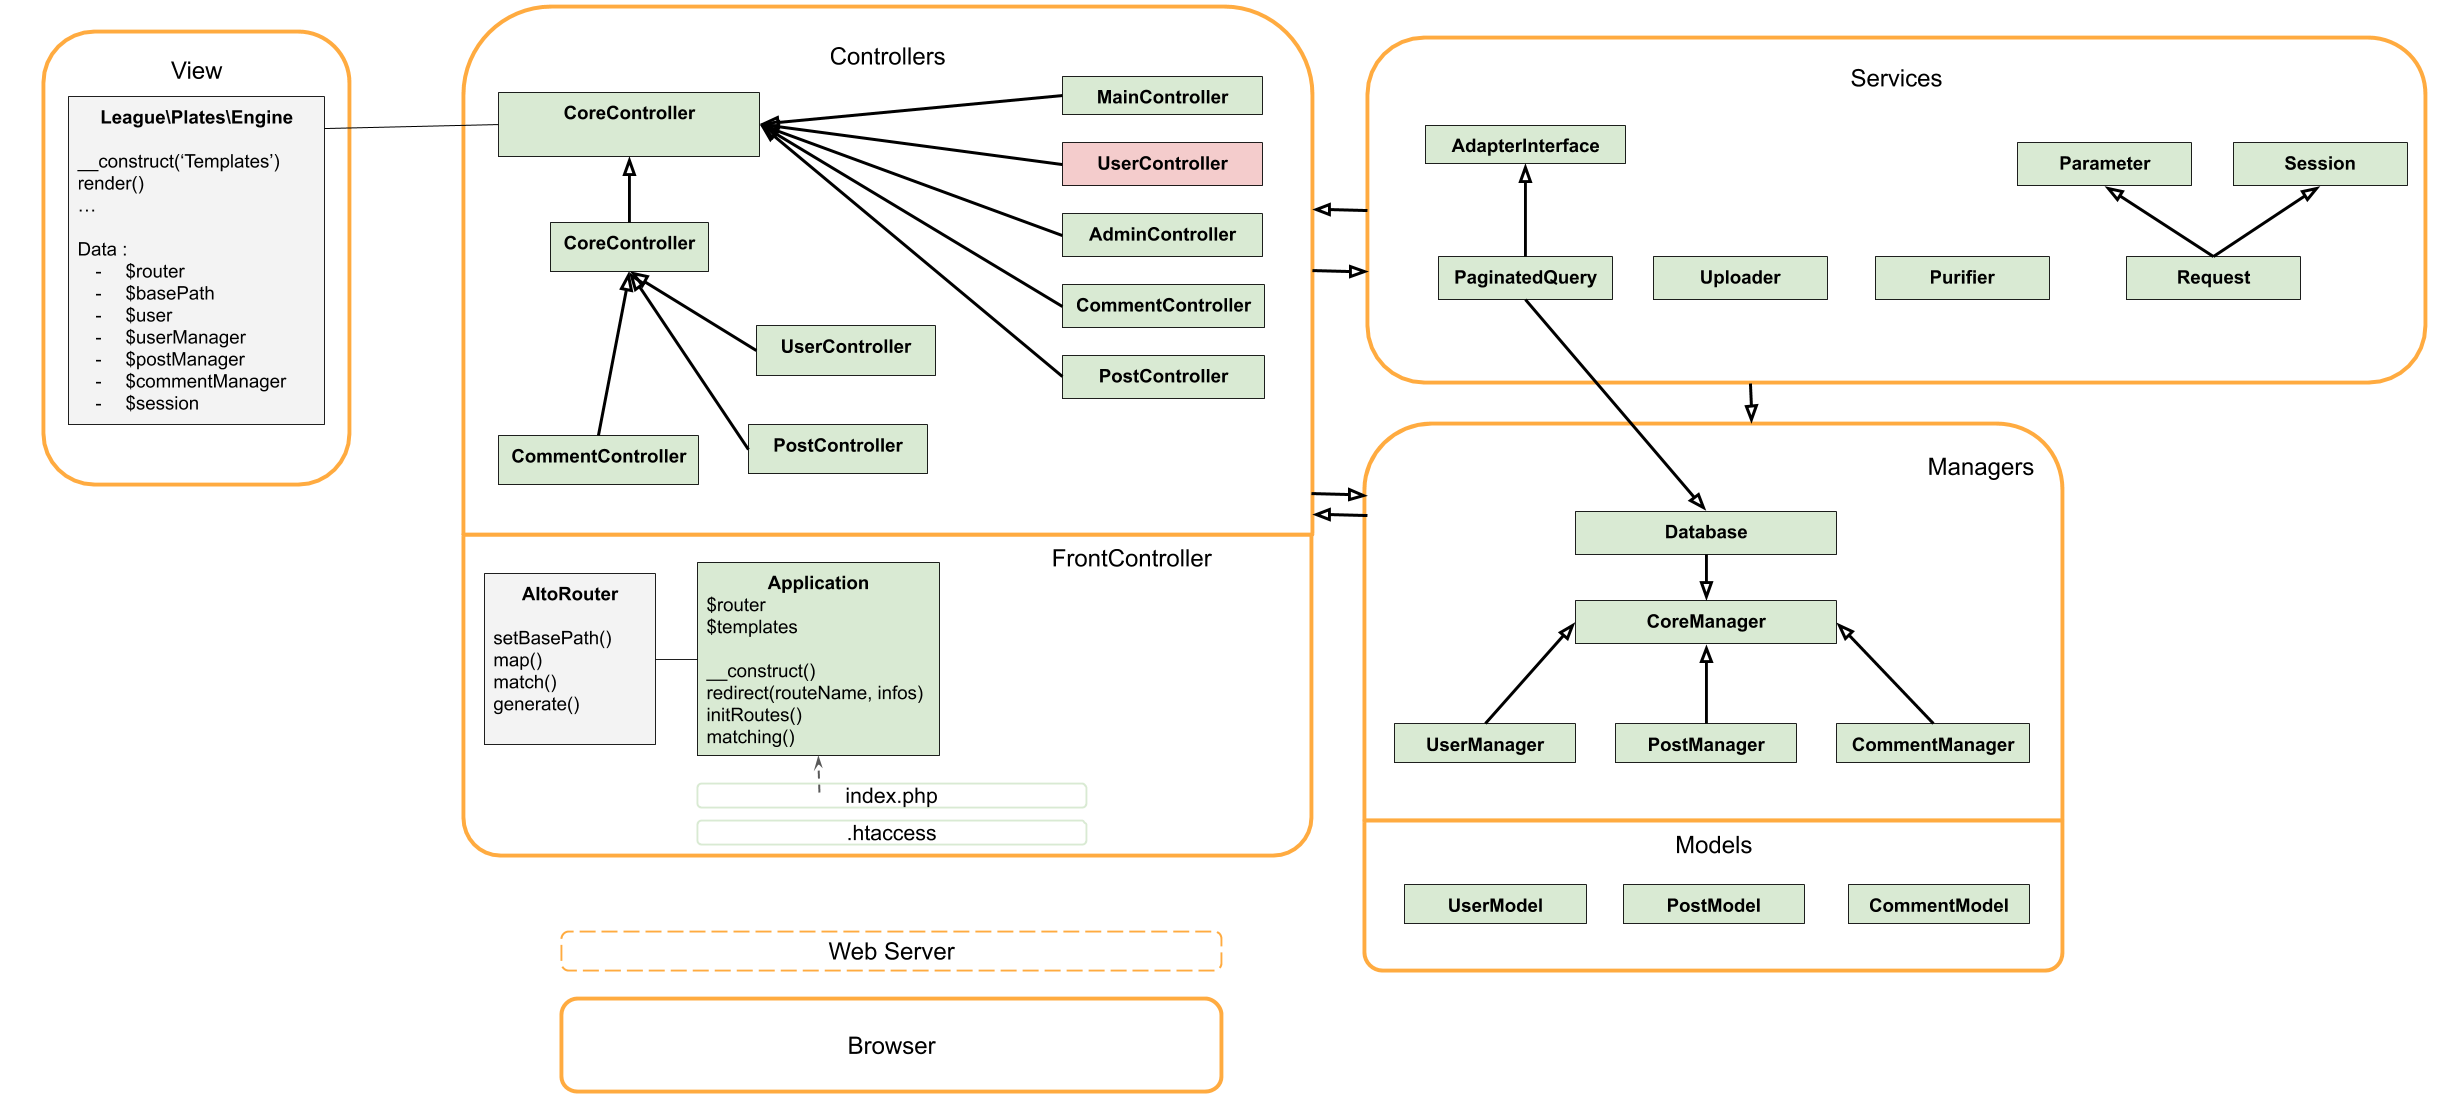 View
League\Plates\Engine
__construct(‘Templates’)
render()
…
Data :
- $router
- $basePath
- $user
- $userManager
- $postManager
- $commentManager
- $session
Controllers
CoreController
MainController
UserController
AdminController
CommentController
PostController
CoreController
UserController
PostController
CommentController
FrontController
AltoRouter
setBasePath()
map()
match()
generate()
Application
$router
$templates
__construct()
redirect(routeName, infos)
initRoutes()
matching()
index.php
.htaccess
Web Server
Browser
Services
AdapterInterface
Parameter
Session
PaginatedQuery
Uploader
Purifier
Request
Managers
Database
CoreManager
UserManager
PostManager
CommentManager
Models
UserModel
PostModel
CommentModel